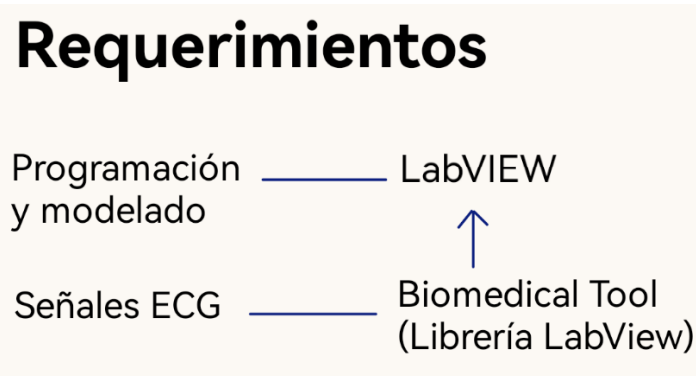 Requerimientos
Programación
y modelado
LabVIEW
Señales ECG
Biomedical Tool
(Librería LabView)